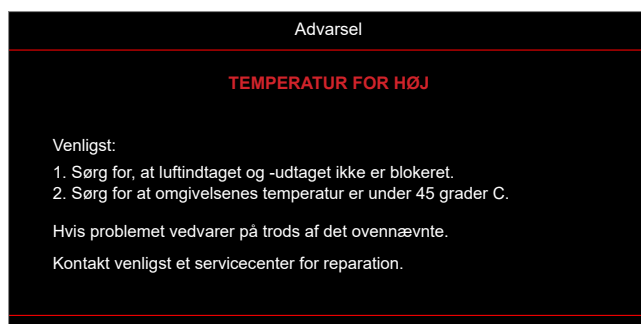 Advarsel
TEMPERATUR FOR HØJ
Venligst:
1. Sørg for, at luftindtaget og -udtaget ikke er blokeret.
2. Sørg for at omgivelsenes temperatur er under 45 grader C.
Hvis problemet vedvarer på trods af det ovennævnte.
Kontakt venligst et servicecenter for reparation.